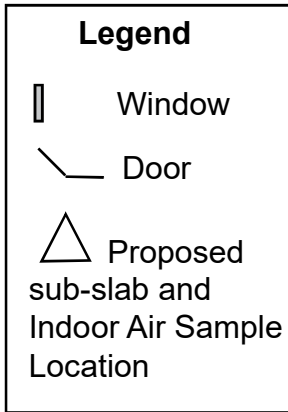 Legend
Window
Door
Proposed
sub-slab and
Indoor Air Sample
Location